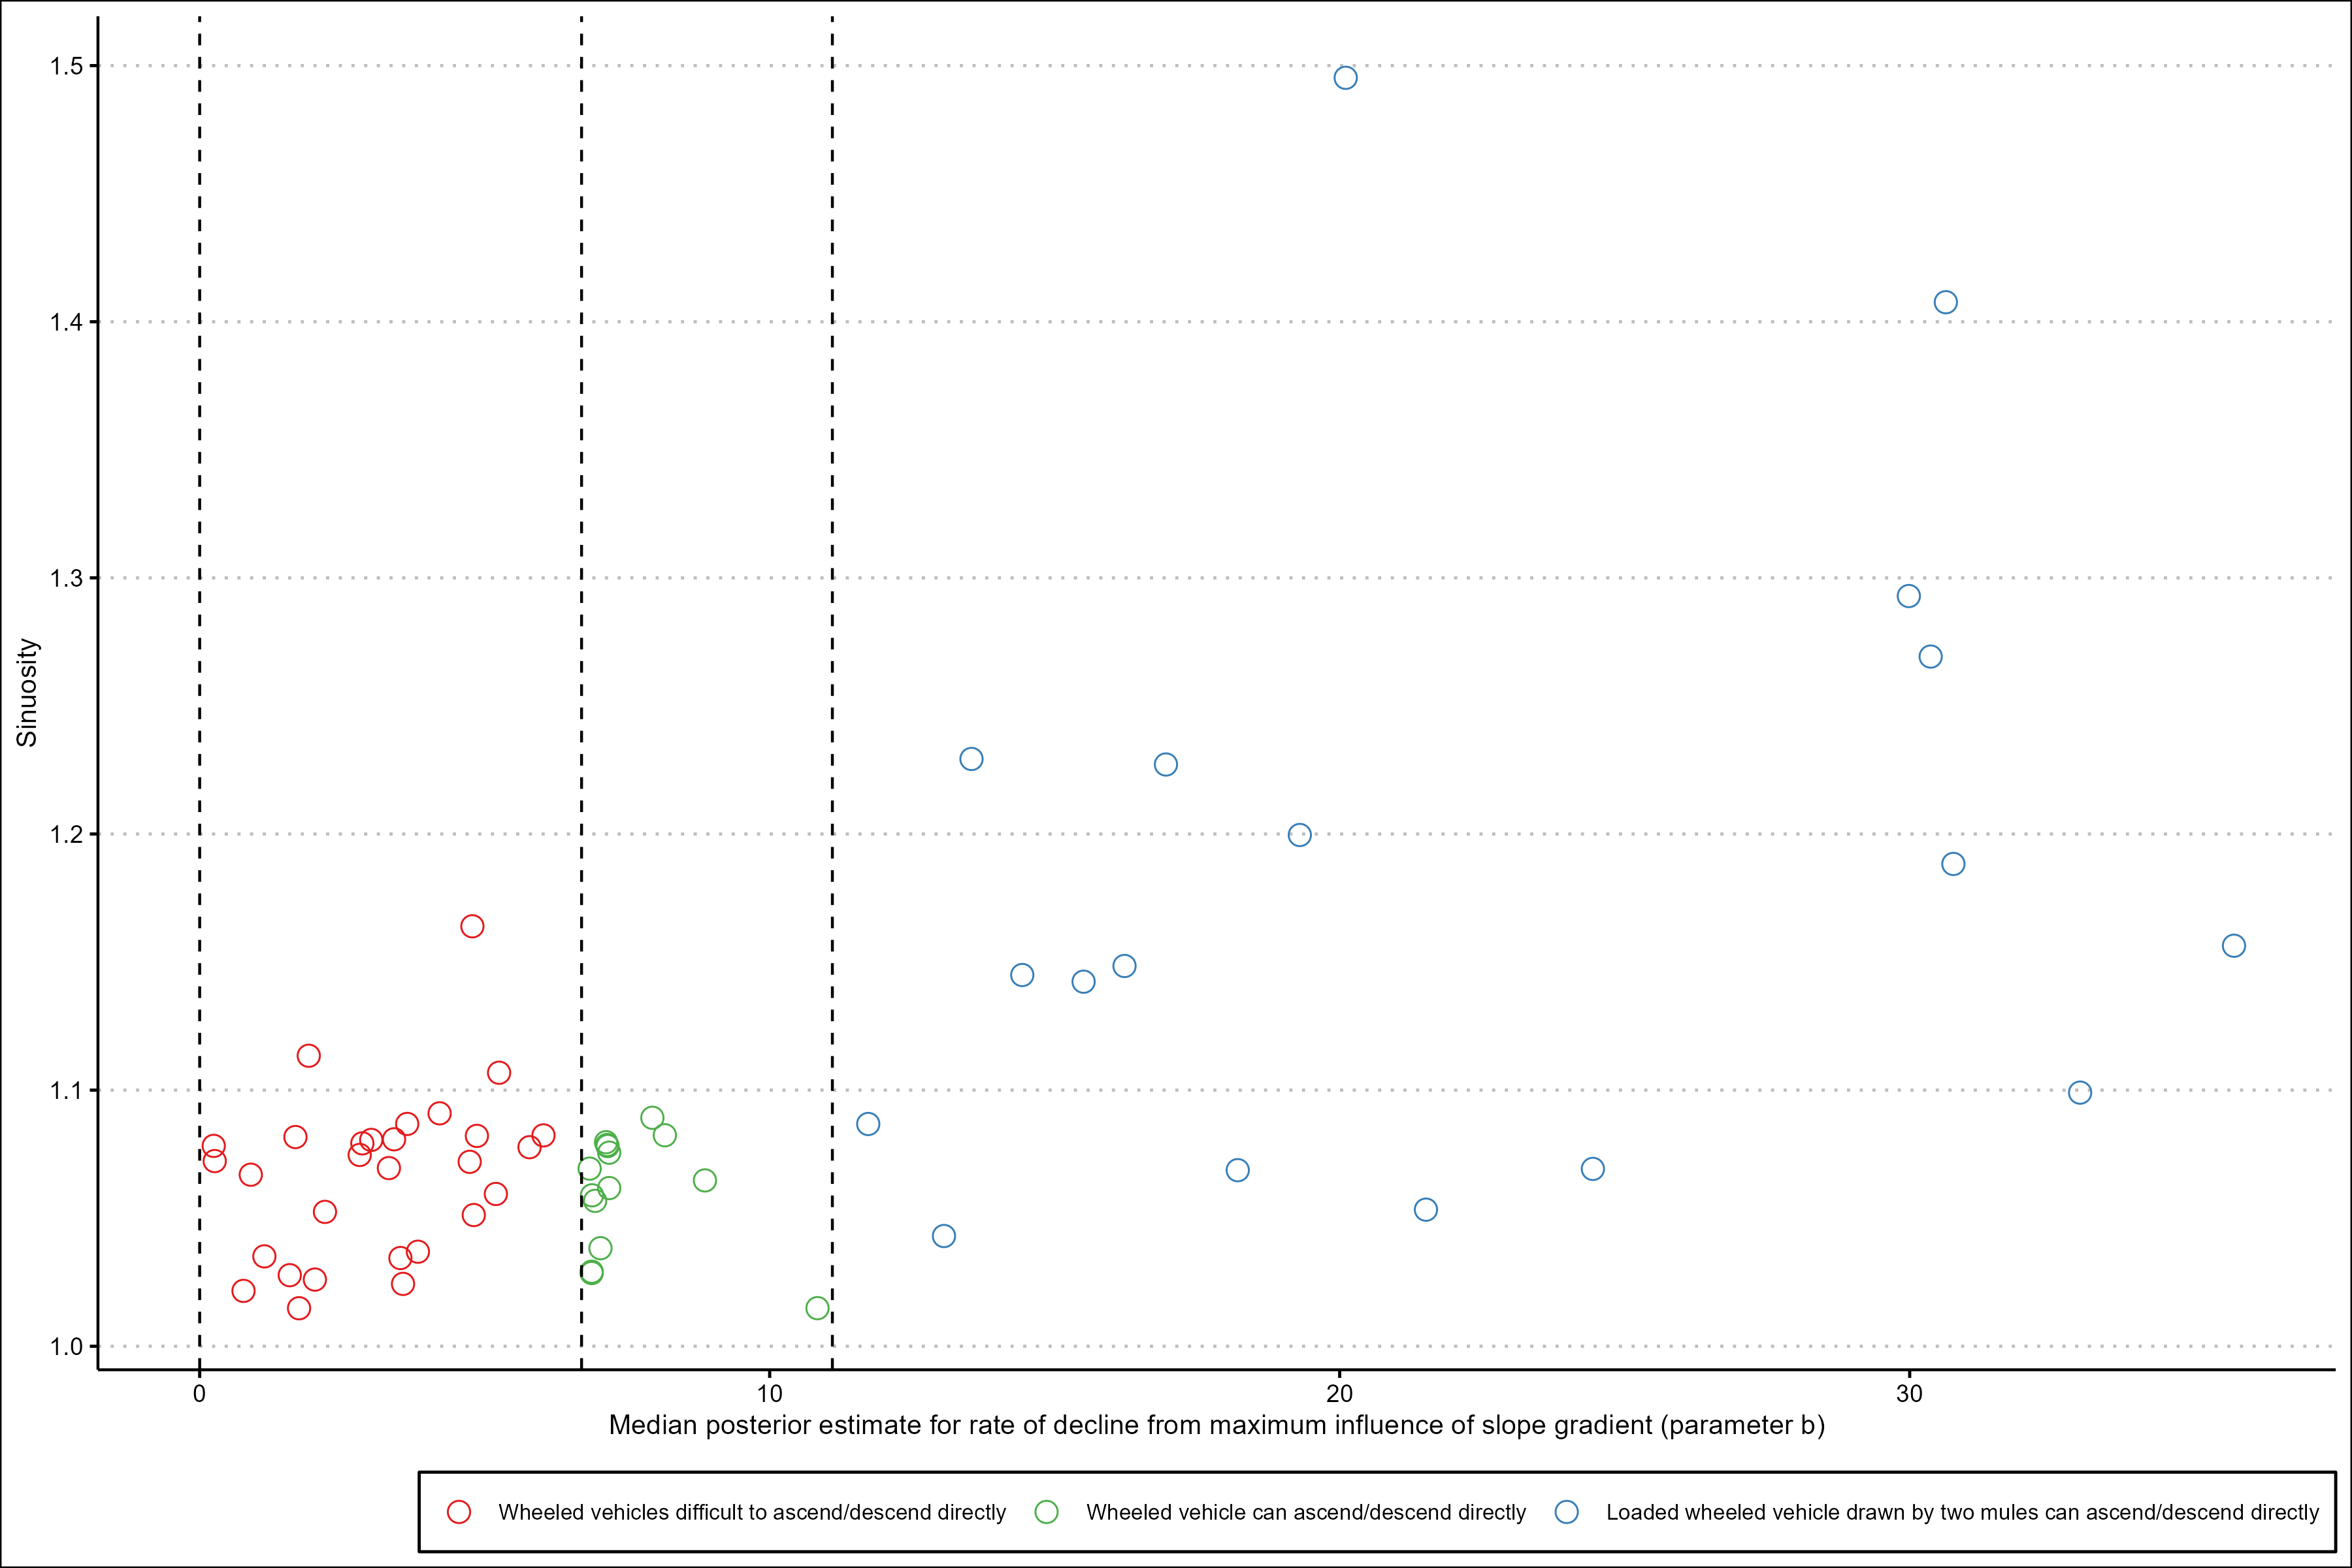 1.5
1.4
1.3
1.2
1.1
1.0
Sinuosity
0 10 20 30
Median posterior estimate for rate of decline from maximum influence of slope gradient (parameter b)
Wheeled vehicles difficult to ascend/descend directly Wheeled vehicle can ascend/descend directly Loaded wheeled vehicle drawn by two mules can ascend/descend directly